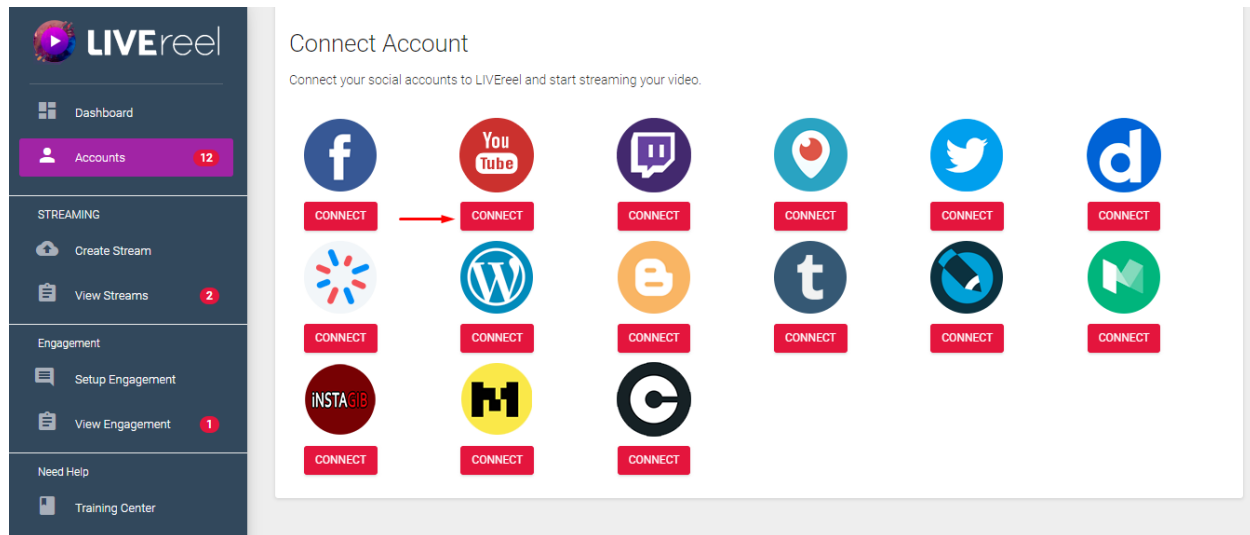 LIVEreel
Dashboard
Accounts 12
STREAMING
Create Stream
View Streams 2
Engagement
Setup Engagement
View Engagement 1
Need Help
Training Center
Connect Account
Connect your social accounts to LIVEreel and start streaming your video.
f You Tube d
CONNECT CONNECT CONNECT CONNECT CONNECT CONNECT
W B t M
CONNECT CONNECT CONNECT CONNECT CONNECT CONNECT
iNSTAGIB M C
CONNECT CONNECT CONNECT